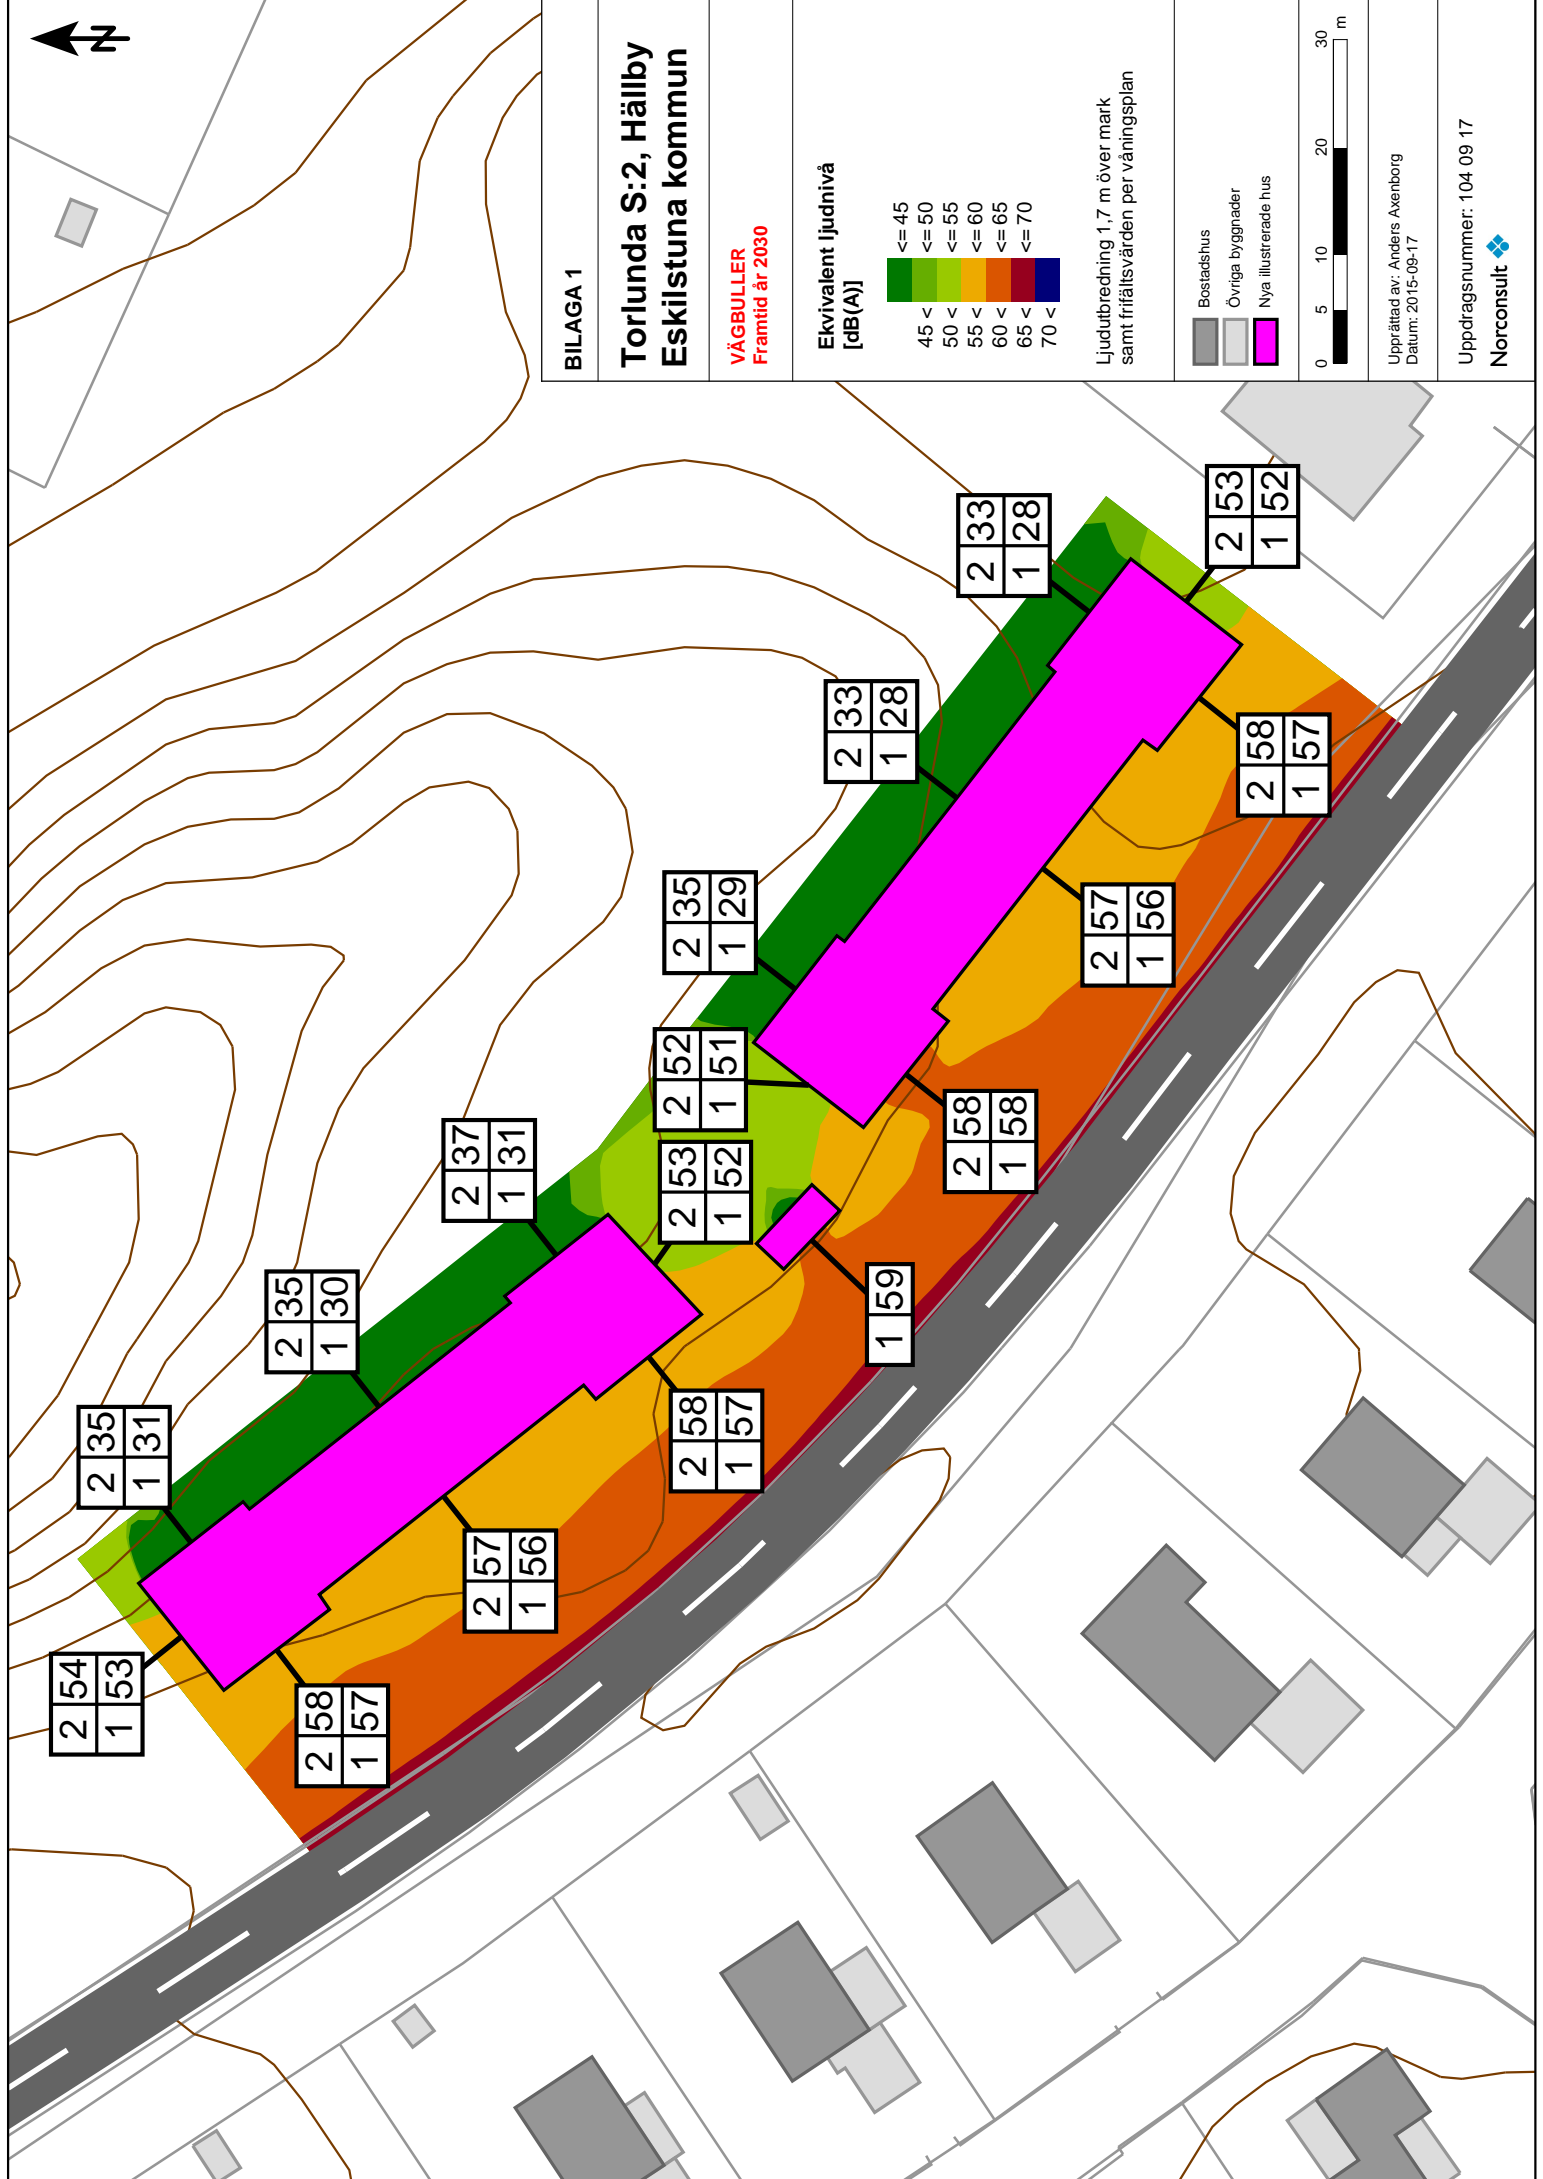 N
BILAGA 1
Torlunda S:2, Hällby
Eskilstuna kommun
VÄGBULLER
Framtid år 2030
Ekvivalent ljudnivå
[dB(A)]
<= 45
45 < <= 50
50 < <= 55
55 < <= 60
60 < <= 65
65 < <= 70
70 <
Ljudutbredning 1,7 m över mark
samt frifältsvärden per våningsplan
Bostadshus
Övriga byggnader
Nya illustrerade hus
0 5 10 20 30
m
Upprättad av: Anders Axenborg
Datum: 2015-09-17
Uppdragsnummer: 104 09 17
Norconsult
2 54
1 53
2 35
1 31
2 35
1 30
2 58
1 57
2 37
1 31
2 57
1 56
2 52
1 51
2 53
1 52
2 35
1 29
2 58
1 57
2 33
1 28
1 59
2 58
1 58
2 33
1 28
2 57
1 56
2 53
1 52
2 58
1 57